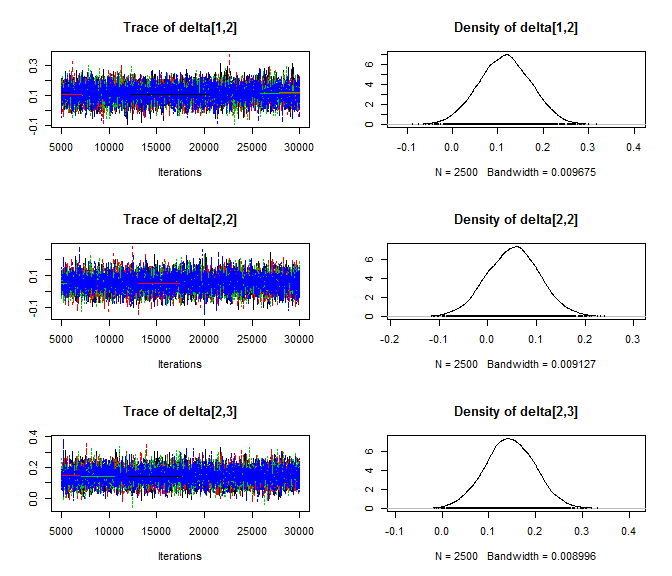 Trace of delta[1,2]
0.3
0.1
-0.1
5000 10000 15000 20000 25000 30000
Iterations
Density of delta[1,2]
6
4
2
0
-0.1 0.0 0.1 0.2 0.3 0.4
N = 2500 Bandwidth = 0.009675
Trace of delta[2,2]
0.1
-0.1
5000 10000 15000 20000 25000 30000
Iterations
Density of delta[2,2]
6
4
2
0
-0.2 -0.1 0.0 0.1 0.2 0.3
N = 2500 Bandwidth = 0.009127
Trace of delta[2,3]
0.4
0.2
0.0
5000 10000 15000 20000 25000 30000
Iterations
Density of delta[2,3]
6
4
2
0
-0.1 0.0 0.1 0.2 0.3 0.4
N = 2500 Bandwidth = 0.008996